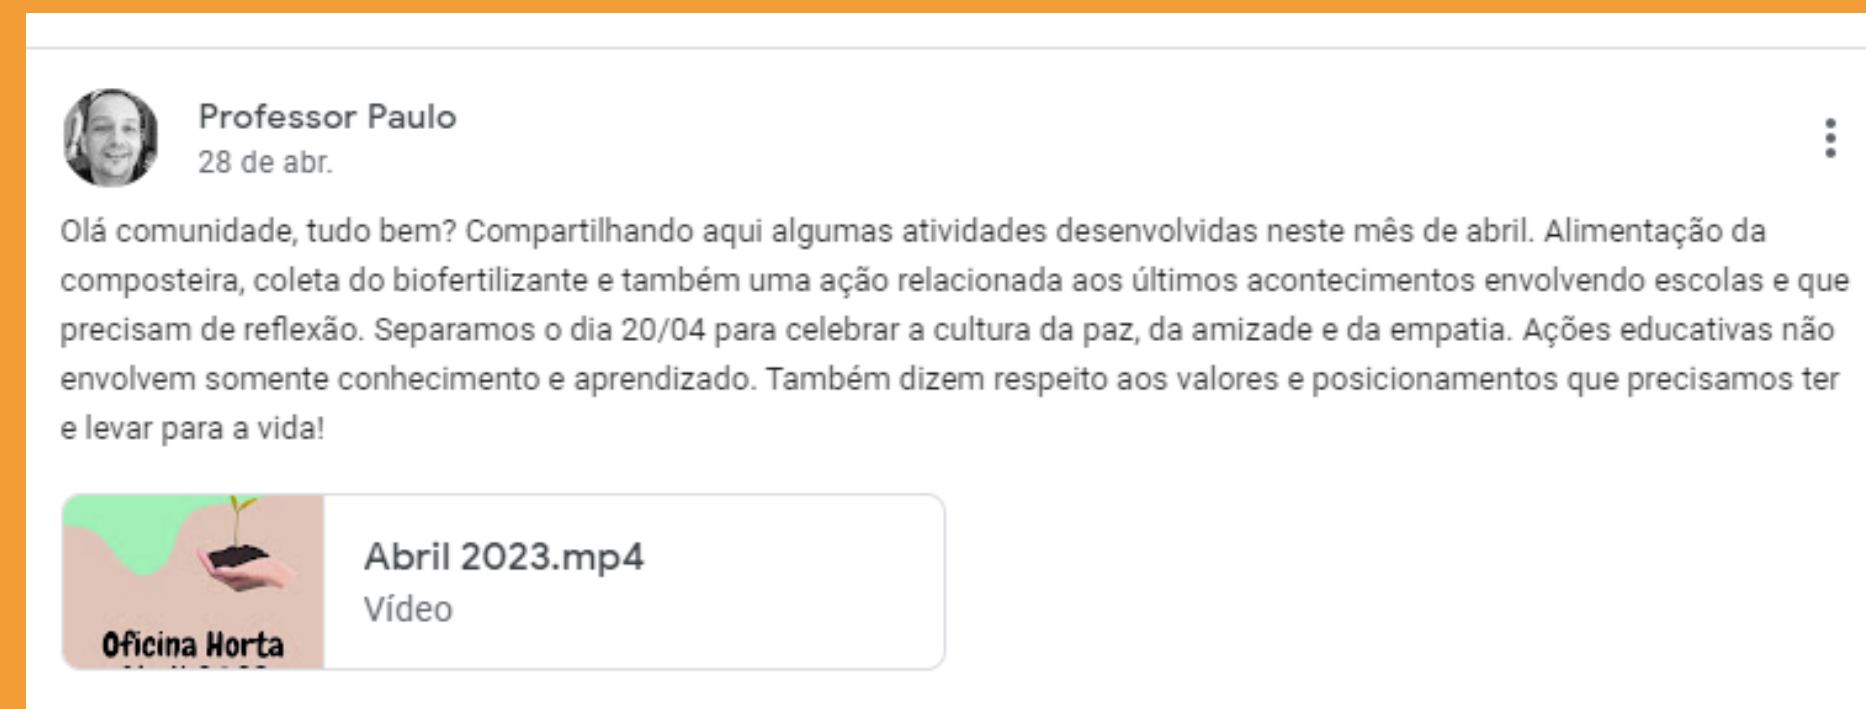 Professor Paulo
28 de abr.
Olá comunidade, tudo bem? Compartilhando aqui algumas atividades desenvolvidas neste mês de abril. Alimentação da
composteira, coleta do biofertilizante e também uma ação relacionada aos últimos acontecimentos envolvendo escolas e que
precisam de reflexão. Separamos o dia 20/04 para celebrar a cultura da paz, da amizade e da empatia. Ações educativas não
envolvem somente conhecimento e aprendizado. Também dizem respeito aos valores e posicionamentos que precisamos ter
e levar para a vida!
Abril 2023.mp4
Vídeo
Oficina Horta